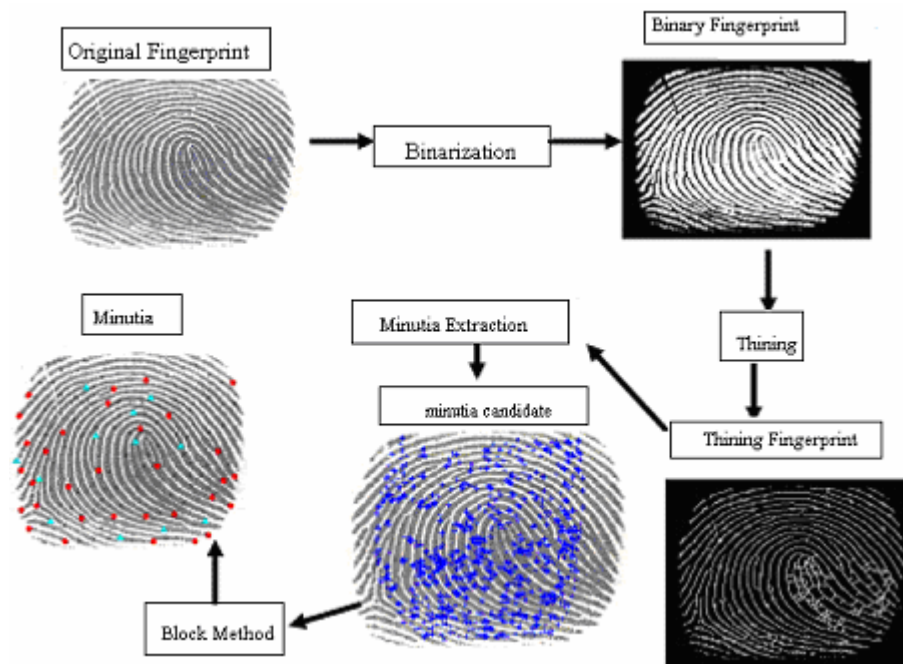 Original Fingerprint
Binarization
Binary Fingerprint
Thining
Thining Fingerprint
Minutia Extraction
minutia candidate
Block Method
Minutia